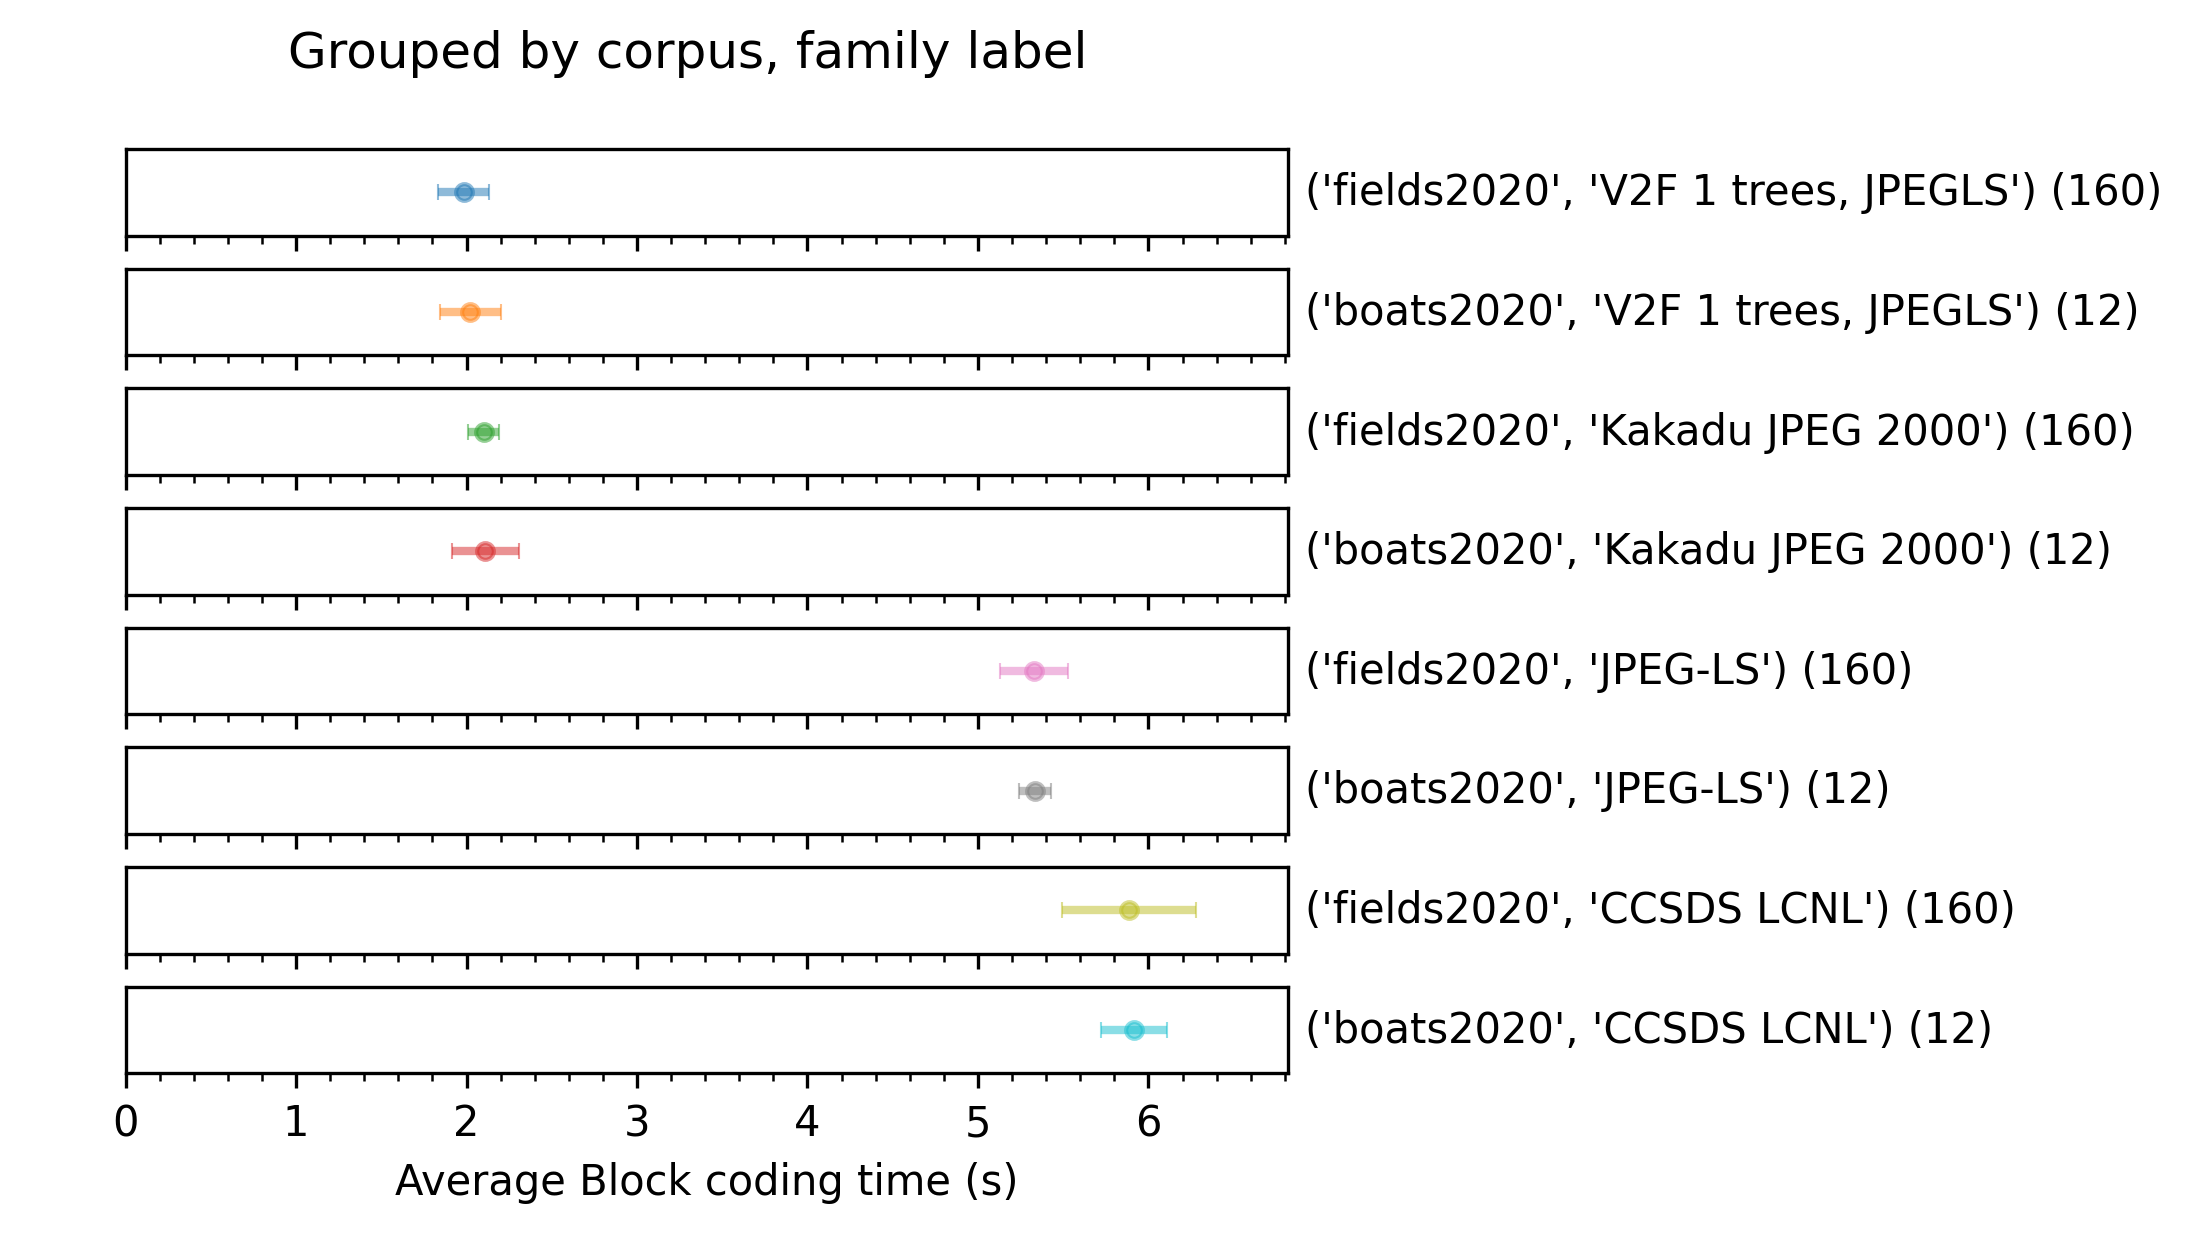 Grouped by corpus, family label
('fields2020', 'V2F 1 trees, JPEGLS') (160)
('boats2020', 'V2F 1 trees, JPEGLS') (12)
('fields2020', 'Kakadu JPEG 2000') (160)
('boats2020', 'Kakadu JPEG 2000') (12)
('fields2020', 'JPEG-LS') (160)
('boats2020', 'JPEG-LS') (12)
('fields2020', 'CCSDS LCNL') (160)
('boats2020', 'CCSDS LCNL') (12)
0 1 2 3 4 5 6
Average Block coding time (s)